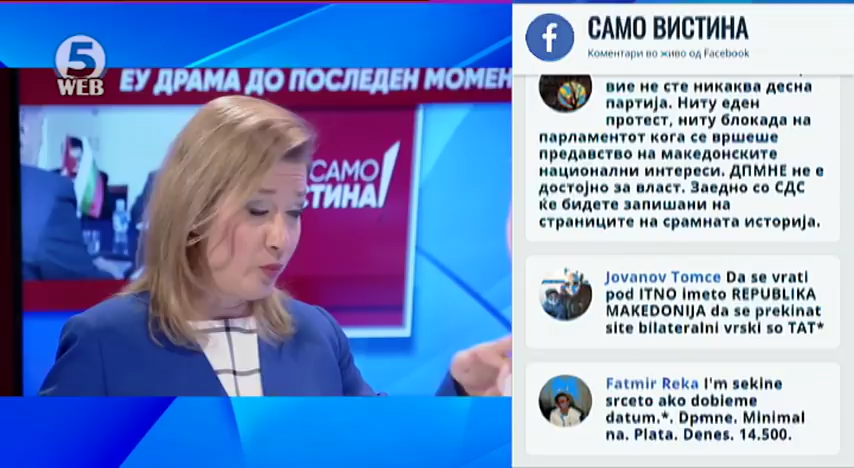 5
WEB
ЕУ ДРАМА ДО ПОСЛЕДЕН МОМЕН
САМО
ИСТИНА!
f САМО ВИСТИНА
Коментари во живо од Facebook
вие не сте никаква десна
партија. Ниту еден
протест, ниту блокада на
парламентот кога се вршеше
предавство на македонските
национални интереси. ДПМНЕ не е
достојно за власт. Заедно со СДС
ќе бидете запишани на
страниците на срамната историја.
Jovanov Tomce Da se vrati
pod ITNO imeto REPUBLIKA
MAKEDONIJA da se prekinat
site bilateralni vrski so TAT*
Fatmir Reka I'm sekine
srceto ako dobieme
datum.*. Dpmne. Minimal
na. Plata. Denes. 14.500.